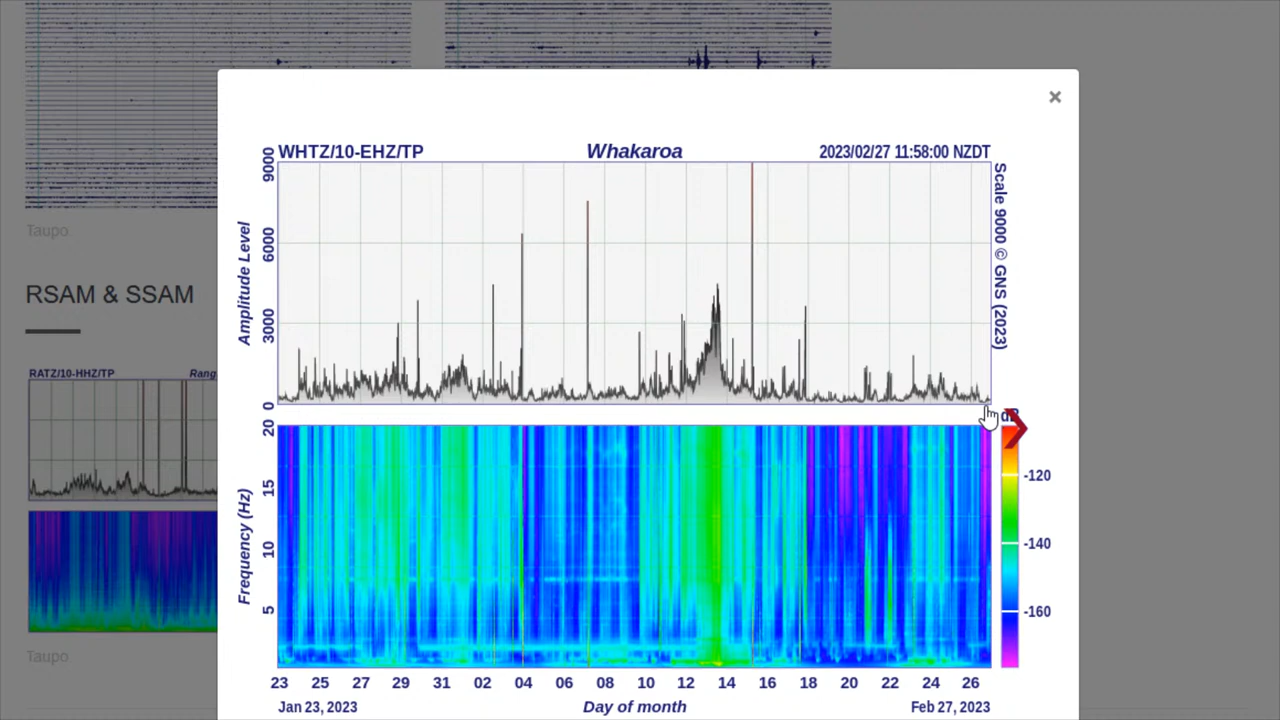 ×
WHTZ/10-EHZ/TP Whakaroa 2023/02/27 11:58:00 NZDT
9000
6000
3000
0
Amplitude Level
Scale 9000 © GNS (2023)
Taupo
RSAM & SSAM
RATZ/10-HHZ/TP
20
15
10
5
Frequency (Hz)
-120
-140
-160
23 25 27 29 31 02 04 06 08 10 12 14 16 18 20 22 24 26
Jan 23, 2023 Day of month Feb 27, 2023
Taupo